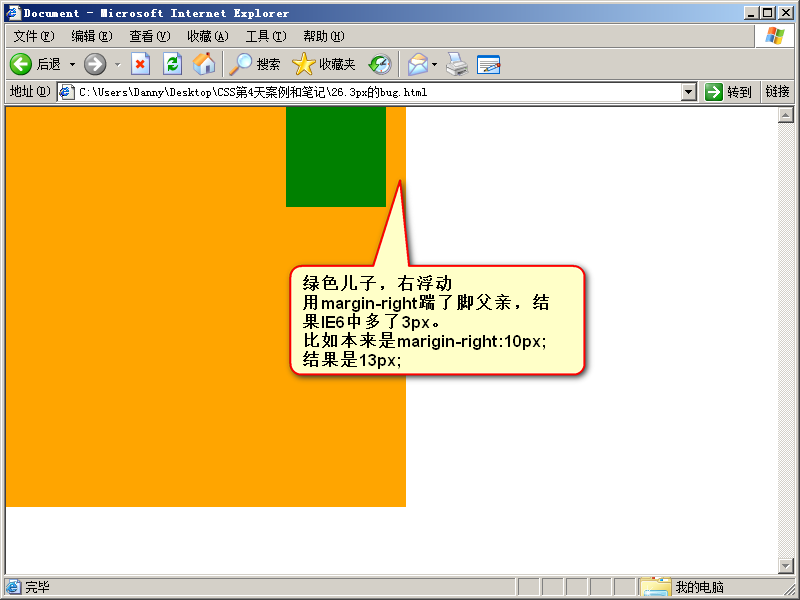 Document - Microsoft Internet Explorer
文件(F) 编辑(E) 查看(V) 收藏(A) 工具(T) 帮助(H)
后退 搜索 收藏夹
地址(D) C:\Users\Danny\Desktop\CSS第4天案例和笔记\26.3px的bug.html 转到 链接
绿色儿子，右浮动
用margin-right踹了脚父亲，结
果IE6中多了3px。
比如本来是marigin-right:10px;
结果是13px;
完毕 我的电脑